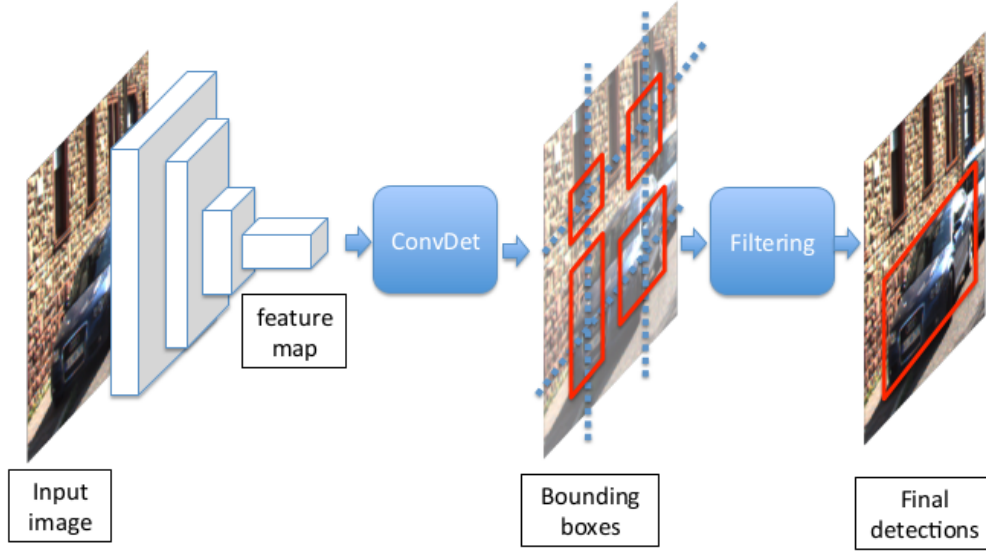 feature
map
ConvDet
Filtering
Input
image
Bounding
boxes
Final
detections